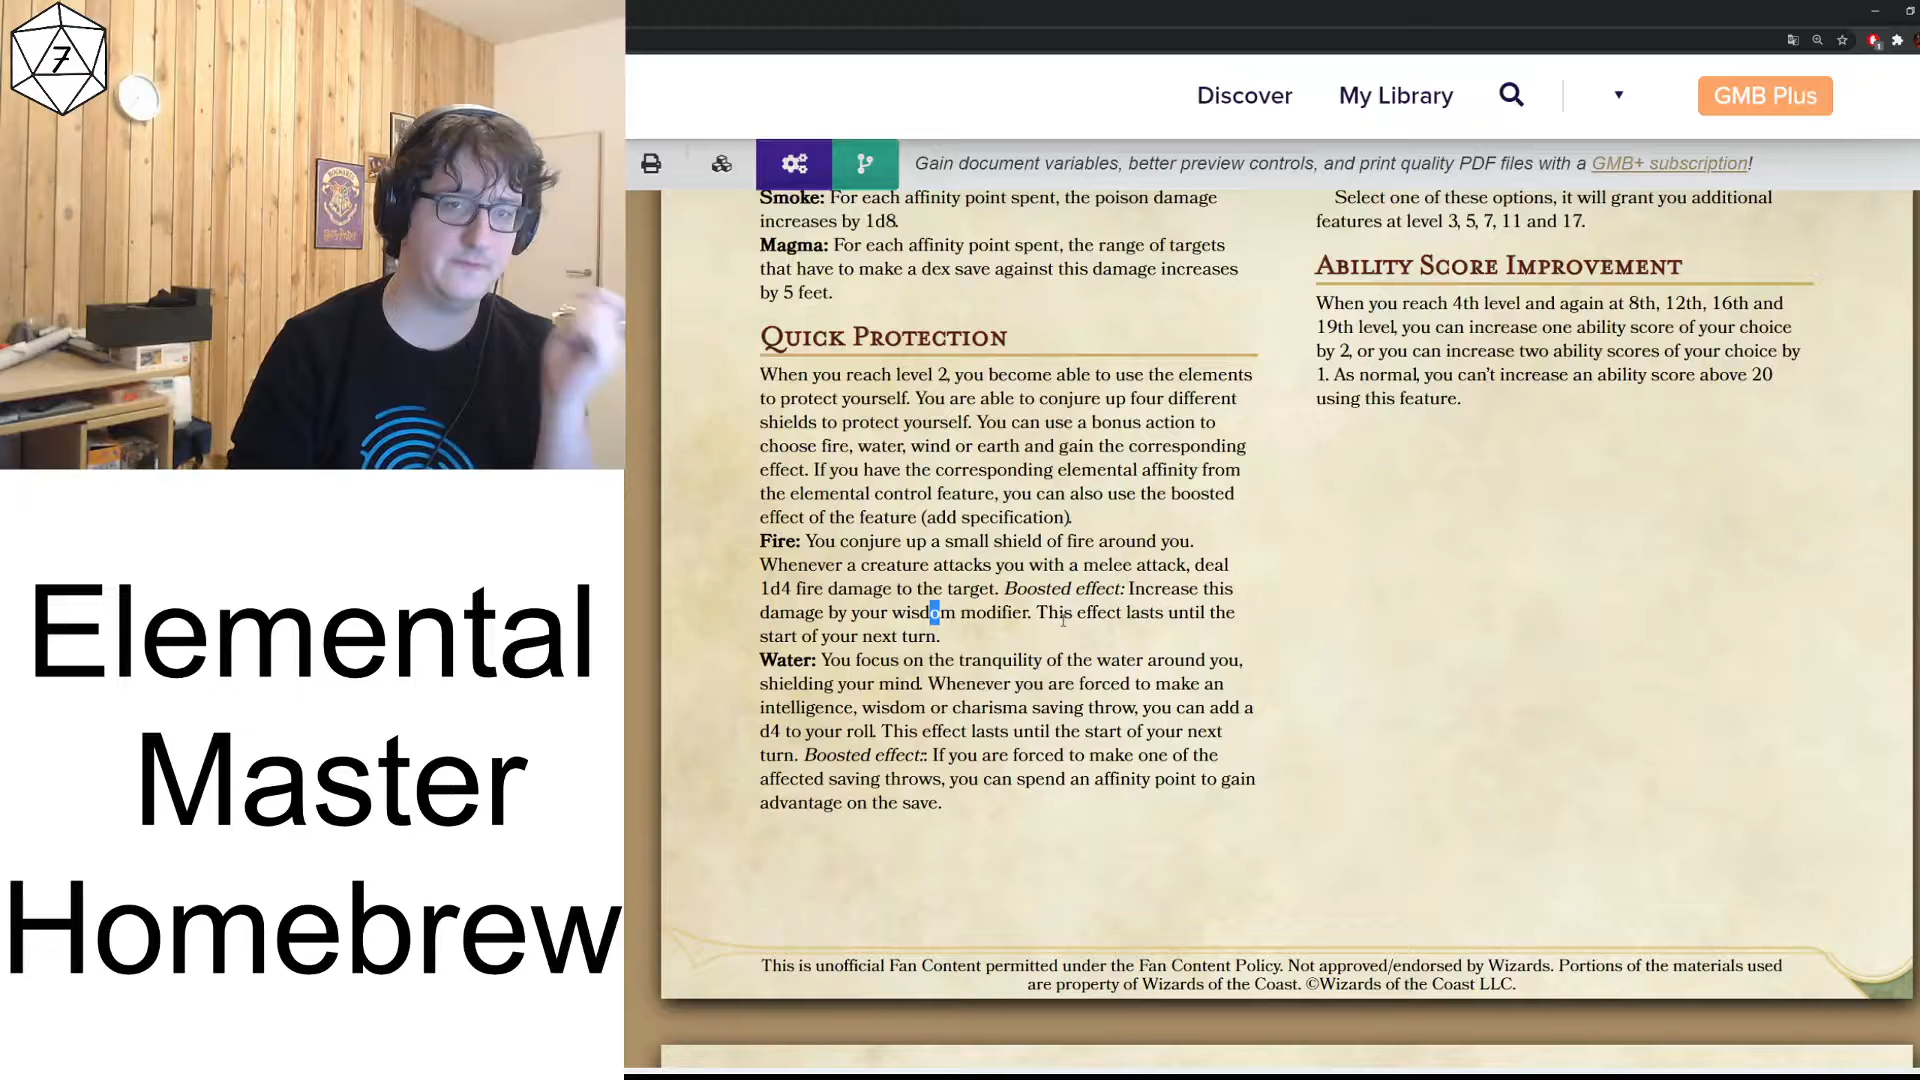 7
HOGWARTS
Elemental
Master
Homebrew
Discover
My Library
GMB Plus
Gain document variables, better preview controls, and print quality PDF files with a GMB+ subscription!
Smoke: For each affinity point spent, the poison damage
increases by 1d8.
Magma: For each affinity point spent, the range of targets
that have to make a dex save against this damage increases
by 5 feet.
Quick Protection
When you reach level 2, you become able to use the elements
to protect yourself. You are able to conjure up four different
shields to protect yourself. You can use a bonus action to
choose fire, water, wind or earth and gain the corresponding
effect. If you have the corresponding elemental affinity from
the elemental control feature, you can also use the boosted
effect of the feature (add specification).
Fire: You conjure up a small shield of fire around you.
Whenever a creature attacks you with a melee attack, deal
1d4 fire damage to the target. Boosted effect: Increase this
damage by your wisdom modifier. This effect lasts until the
start of your next turn.
Water: You focus on the tranquility of the water around you,
shielding your mind. Whenever you are forced to make an
intelligence, wisdom or charisma saving throw, you can add a
d4 to your roll. This effect lasts until the start of your next
turn. Boosted effect:: If you are forced to make one of the
affected saving throws, you can spend an affinity point to gain
advantage on the save.
Select one of these options, it will grant you additional
features at level 3, 5, 7, 11 and 17.
Ability Score Improvement
When you reach 4th level and again at 8th, 12th, 16th and
19th level, you can increase one ability score of your choice
by 2, or you can increase two ability scores of your choice by
1. As normal, you can't increase an ability score above 20
using this feature.
This is unofficial Fan Content permitted under the Fan Content Policy. Not approved/endorsed by Wizards. Portions of the materials used
are property of Wizards of the Coast. ©Wizards of the Coast LLC.